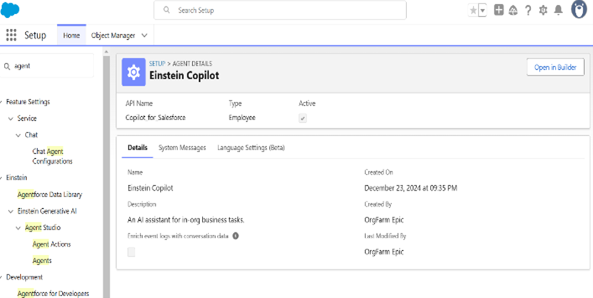 Search Setup
Setup
Home
Object Manager
agent
Feature Settings
Service
Chat
Chat Agent
Configurations
Einstein
Agentforce Data Library
Einstein Generative AI
Agent Studio
Agent Actions
Agents
Development
Agentforce for Developers
SETUP > AGENT DETAILS
Einstein Copilot
Open in Builder
API Name Type Active
Copilot_for_Salesforce Employee
Details System Messages Language Settings (Beta)
Name Created On
Einstein Copilot December 23, 2024 at 09:35 PM
Description Created By
An AI assistant for in-org business tasks. OrgFarm Epic
Enrich event logs with conversation data Last Modified By
OrgFarm Epic